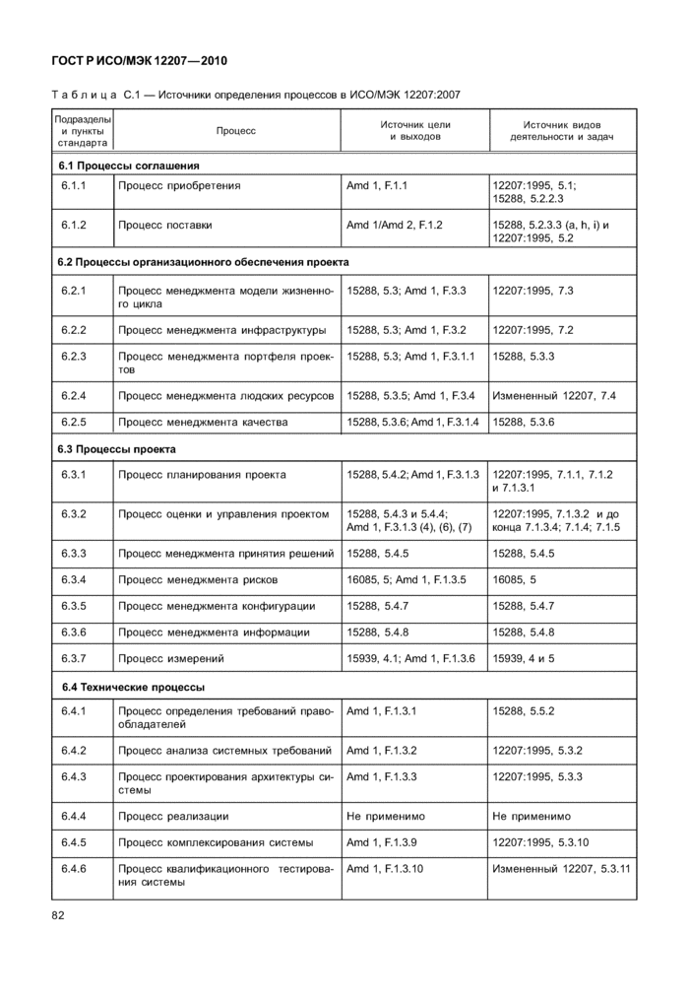 ГОСТ Р ИСО/МЭК 12207—2010
Таблица С.1 — Источники определения процессов в ИСО/МЭК 12207:2007
Подразделы и пункты стандарта | Процесс | Источник цели и выходов | Источник видов деятельности и задач
6.1 Процессы соглашения
6.1.1 Процесс приобретения Amd 1, F.1.1 12207:1995, 5.1;
15288, 5.2.2.3
6.1.2 Процесс поставки Amd 1/Amd 2, F.1.2 15288, 5.2.3.3 (a, h, i) и
12207:1995, 5.2
6.2 Процессы организационного обеспечения проекта
6.2.1 Процесс менеджмента модели жизненно- 15288, 5.3; Amd 1, F.3.3 12207:1995, 7.3
го цикла
6.2.2 Процесс менеджмента инфраструктуры 15288, 5.3; Amd 1, F.3.2 12207:1995, 7.2
6.2.3 Процесс менеджмента портфеля проек- 15288, 5.3; Amd 1, F.3.1.1 15288, 5.3.3
тов
6.2.4 Процесс менеджмента людских ресурсов 15288, 5.3.5; Amd 1, F.3.4 Измененный 12207, 7.4
6.2.5 Процесс менеджмента качества 15288, 5.3.6; Amd 1, F.3.1.4 15288, 5.3.6
6.3 Процессы проекта
6.3.1 Процесс планирования проекта 15288, 5.4.2; Amd 1, F.3.1.3 12207:1995, 7.1.1, 7.1.2
и 7.1.3.1
6.3.2 Процесс оценки и управления проектом 15288, 5.4.3 и 5.4.4; 12207:1995, 7.1.3.2 и до
Amd 1, F.3.1.3 (4), (6), (7) конца 7.1.3.4; 7.1.4; 7.1.5
6.3.3 Процесс менеджмента принятия решений 15288, 5.4.5 15288, 5.4.5
6.3.4 Процесс менеджмента рисков 16085, 5; Amd 1, F.1.3.5 16085, 5
6.3.5 Процесс менеджмента конфигурации 15288, 5.4.7 15288, 5.4.7
6.3.6 Процесс менеджмента информации 15288, 5.4.8 15288, 5.4.8
6.3.7 Процесс измерений 15939, 4.1; Amd 1, F.1.3.6 15939, 4 и 5
6.4 Технические процессы
6.4.1 Процесс определения требований право- Amd 1, F.1.3.1 15288, 5.5.2
обладателей
6.4.2 Процесс анализа системных требований Amd 1, F.1.3.2 12207:1995, 5.3.2
6.4.3 Процесс проектирования архитектуры си- Amd 1, F.1.3.3 12207:1995, 5.3.3
стемы
6.4.4 Процесс реализации Не применимо Не применимо
6.4.5 Процесс комплексирования системы Amd 1, F.1.3.9 12207:1995, 5.3.10
6.4.6 Процесс квалификационного тестирова- Amd 1, F.1.3.10 Измененный 12207, 5.3.11
ния системы
82